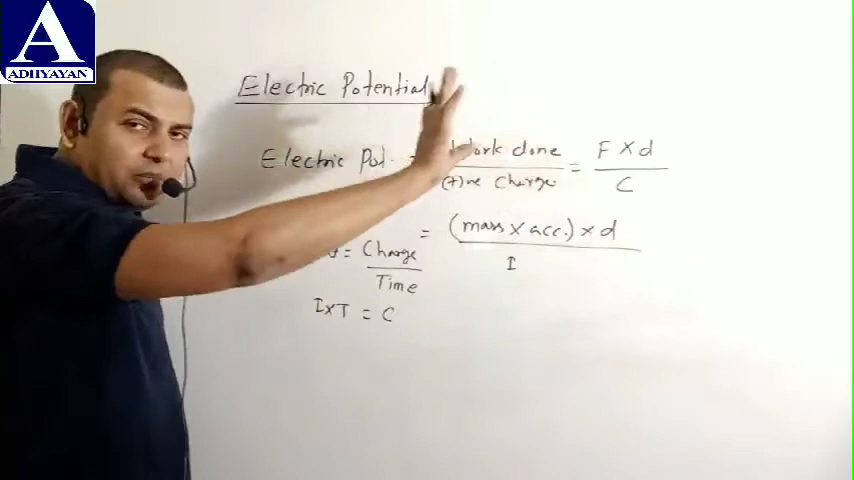 A
ADHYAYAN
Electric Potential
Electric Pot. = Work done / (+)ve Charge = F × d / C
= (mass × acc.) × d / I
= Charge / Time
I×T = C